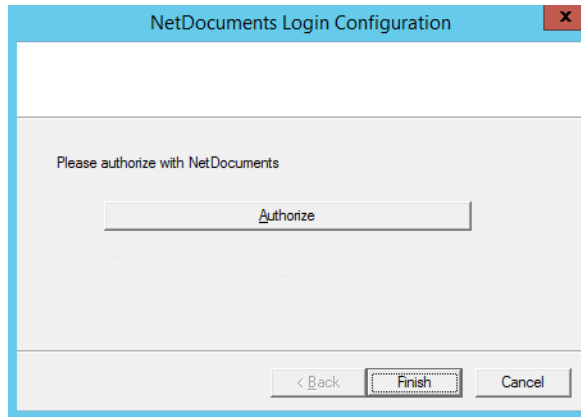 NetDocuments Login Configuration
x
Please authorize with NetDocuments
Authorize
< Back Finish Cancel